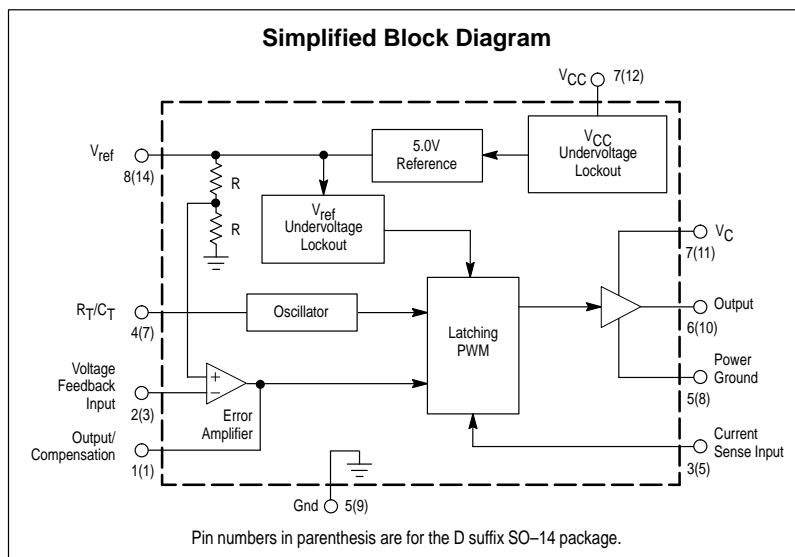 Simplified Block Diagram
VCC
7(12)
Vref
8(14)
R
R
5.0V
Reference
VCC
Undervoltage
Lockout
Vref
Undervoltage
Lockout
VC
7(11)
RT/CT
4(7)
Oscillator
Latching
PWM
Output
6(10)
Voltage
Feedback
Input
2(3)
+
−
Error
Amplifier
Power
Ground
5(8)
Output/
Compensation
1(1)
Current
Sense Input
3(5)
Gnd
5(9)
Pin numbers in parenthesis are for the D suffix SO–14 package.